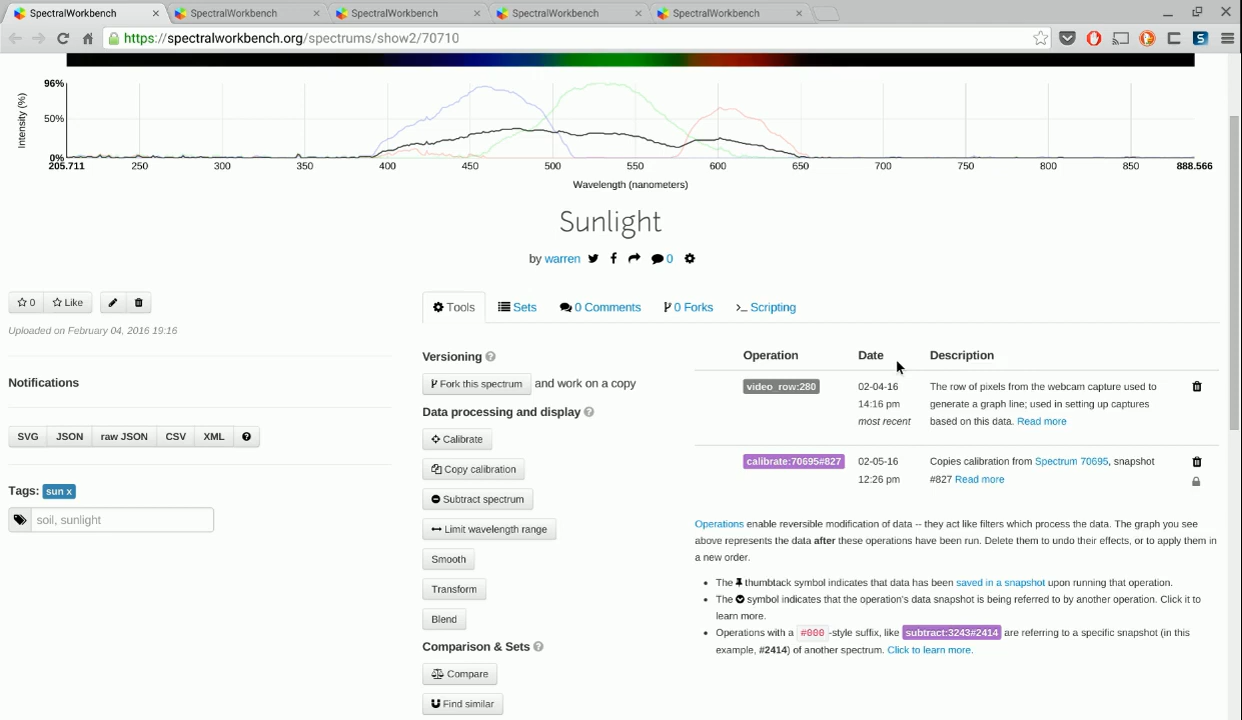 SpectralWorkbench × SpectralWorkbench × SpectralWorkbench × SpectralWorkbench × SpectralWorkbench ×
https://spectralworkbench.org/spectrums/show2/70710
96%
50%
0%
Intensity (%)
205.711 250 300 350 400 450 500 550 600 650 700 750 800 850 888.566
Wavelength (nanometers)
Sunlight
by warren 0
0 Like
Uploaded on February 04, 2016 19:16
Notifications
SVG JSON raw JSON CSV XML ?
Tags: sun x
soil, sunlight
Tools Sets 0 Comments 0 Forks >_ Scripting
Versioning ?
Fork this spectrum and work on a copy
Data processing and display ?
Calibrate
Copy calibration
Subtract spectrum
Limit wavelength range
Smooth
Transform
Blend
Comparison & Sets ?
Compare
Find similar
Operation Date Description
video_row:280 02-04-16 The row of pixels from the webcam capture used to
14:16 pm generate a graph line; used in setting up captures
most recent based on this data. Read more
calibrate:70695#827 02-05-16 Copies calibration from Spectrum 70695, snapshot
12:26 pm #827 Read more
Operations enable reversible modification of data -- they act like filters which process the data. The graph you see
above represents the data after these operations have been run. Delete them to undo their effects, or to apply them in
a new order.
• The thumbtack symbol indicates that data has been saved in a snapshot upon running that operation.
• The symbol indicates that the operation's data snapshot is being referred to by another operation. Click it to
learn more.
• Operations with a #000 -style suffix, like subtract:3243#2414 are referring to a specific snapshot (in this
example, #2414) of another spectrum. Click to learn more.